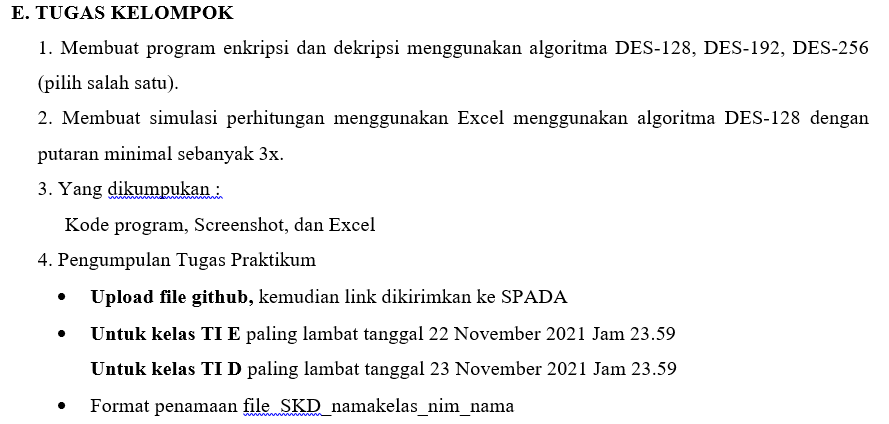 E. TUGAS KELOMPOK
1. Membuat program enkripsi dan dekripsi menggunakan algoritma DES-128, DES-192, DES-256
(pilih salah satu).
2. Membuat simulasi perhitungan menggunakan Excel menggunakan algoritma DES-128 dengan
putaran minimal sebanyak 3x.
3. Yang dikumpukan :
Kode program, Screenshot, dan Excel
4. Pengumpulan Tugas Praktikum
• Upload file github, kemudian link dikirimkan ke SPADA
• Untuk kelas TI E paling lambat tanggal 22 November 2021 Jam 23.59
Untuk kelas TI D paling lambat tanggal 23 November 2021 Jam 23.59
• Format penamaan file_SKD_namakelas_nim_nama